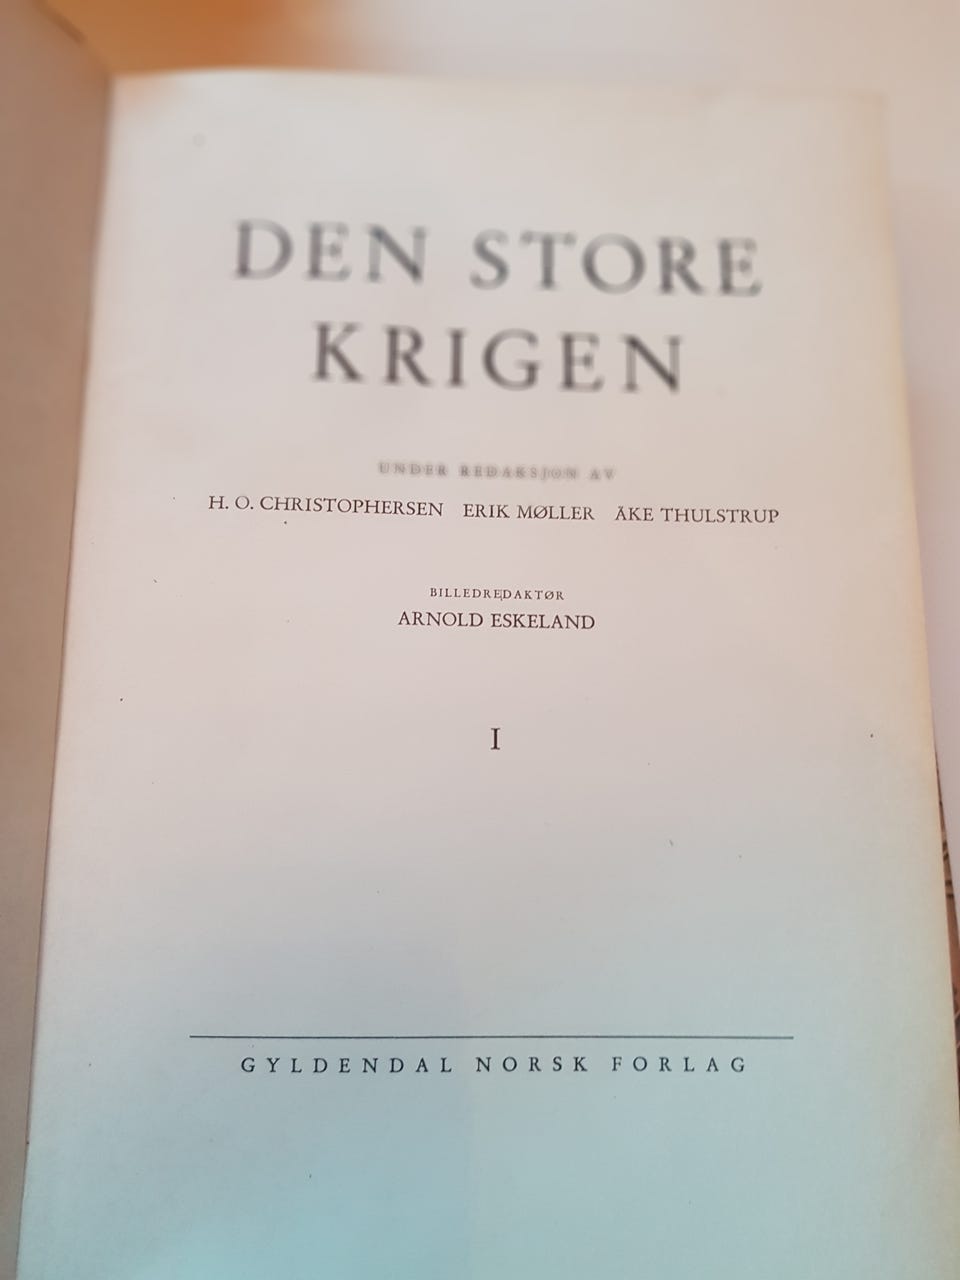 DEN STORE
KRIGEN
UNDER REDAKSJON AV
H. O. CHRISTOPHERSEN ERIK MØLLER ÅKE THULSTRUP
BILLEDREDAKTØR
ARNOLD ESKELAND
I
GYLDENDAL NORSK FORLAG